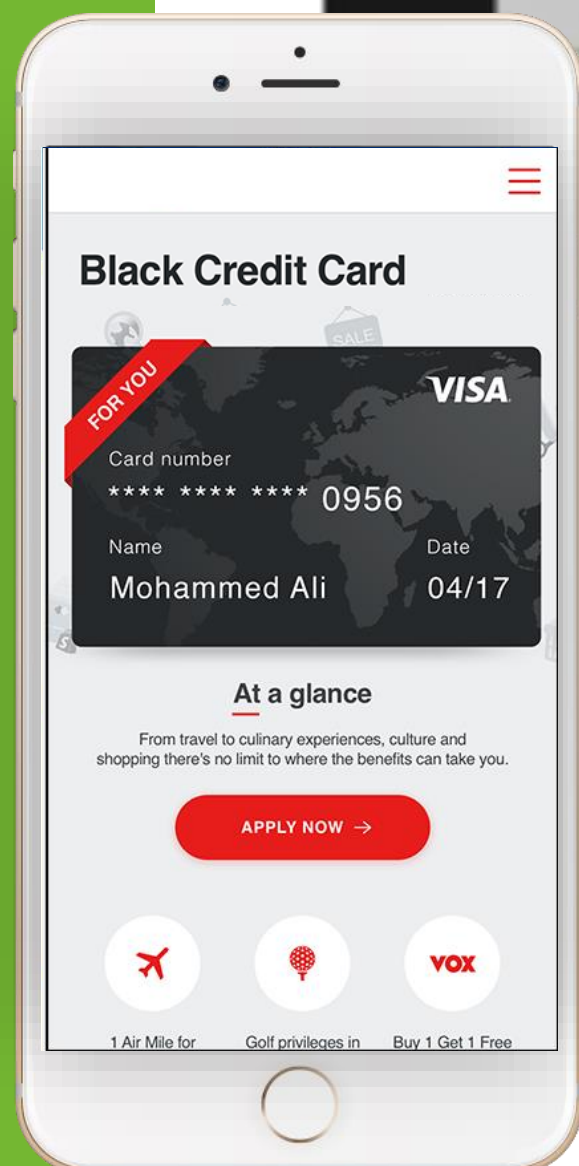 Black Credit Card
SALE
FOR YOU
VISA
Card number
**** **** **** 0956
Name Date
Mohammed Ali 04/17
At a glance
From travel to culinary experiences, culture and
shopping there's no limit to where the benefits can take you.
APPLY NOW →
VOX
1 Air Mile for Golf privileges in Buy 1 Get 1 Free